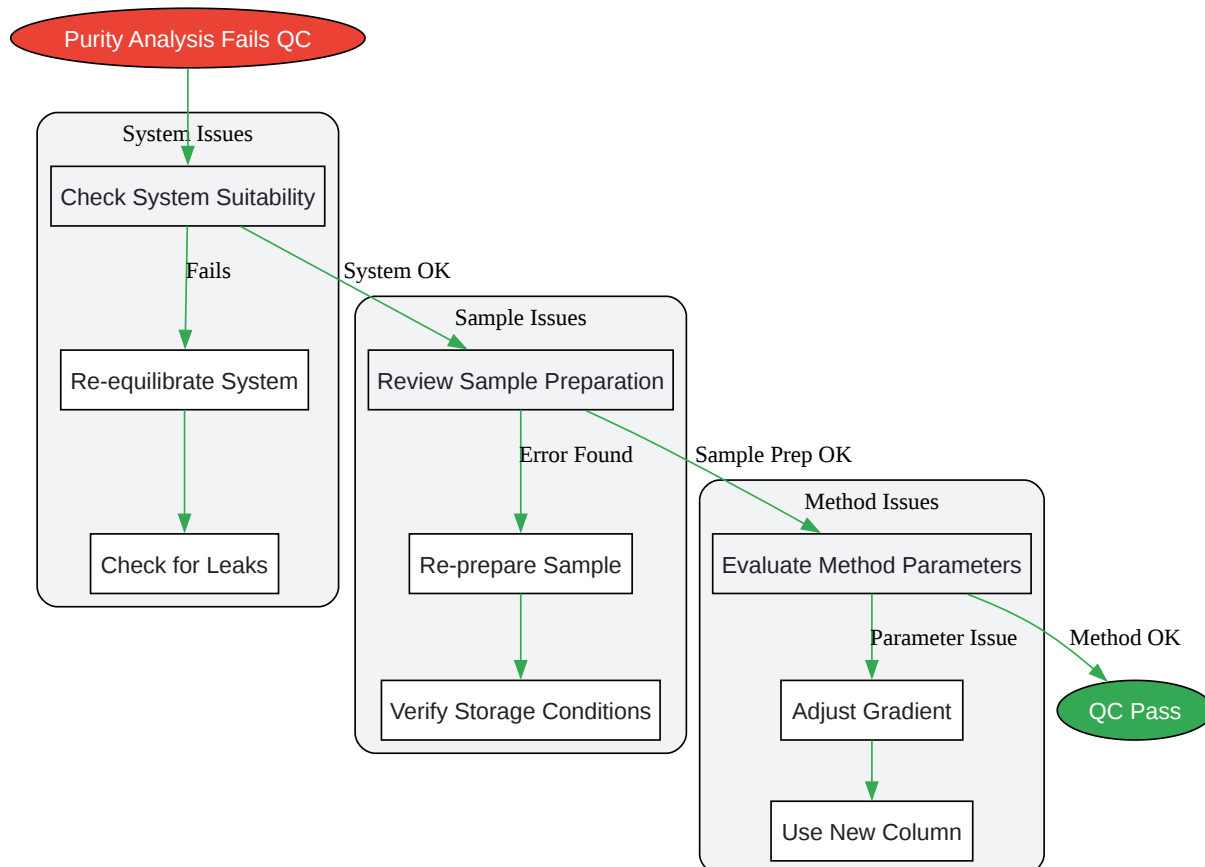 Purity Analysis Fails QC
System Issues
Check System Suitability
Fails
System OK
Sample Issues
Re-equilibrate System
Review Sample Preparation
Error Found
Sample Prep OK
Method Issues
Check for Leaks
Re-prepare Sample
Evaluate Method Parameters
Parameter Issue
Method OK
Verify Storage Conditions
Adjust Gradient
QC Pass
Use New Column